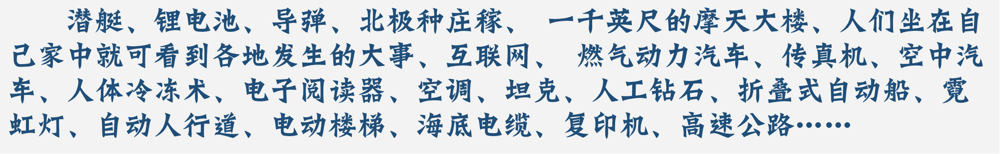 潜艇、锂电池、导弹、北极种庄稼、 一千英尺的摩天大楼、人们坐在自
己家中就可看到各地发生的大事、互联网、 燃气动力汽车、传真机、空中汽
车、人体冷冻术、电子阅读器、空调、坦克、人工钻石、折叠式自动船、霓
虹灯、自动人行道、电动楼梯、海底电缆、复印机、高速公路……